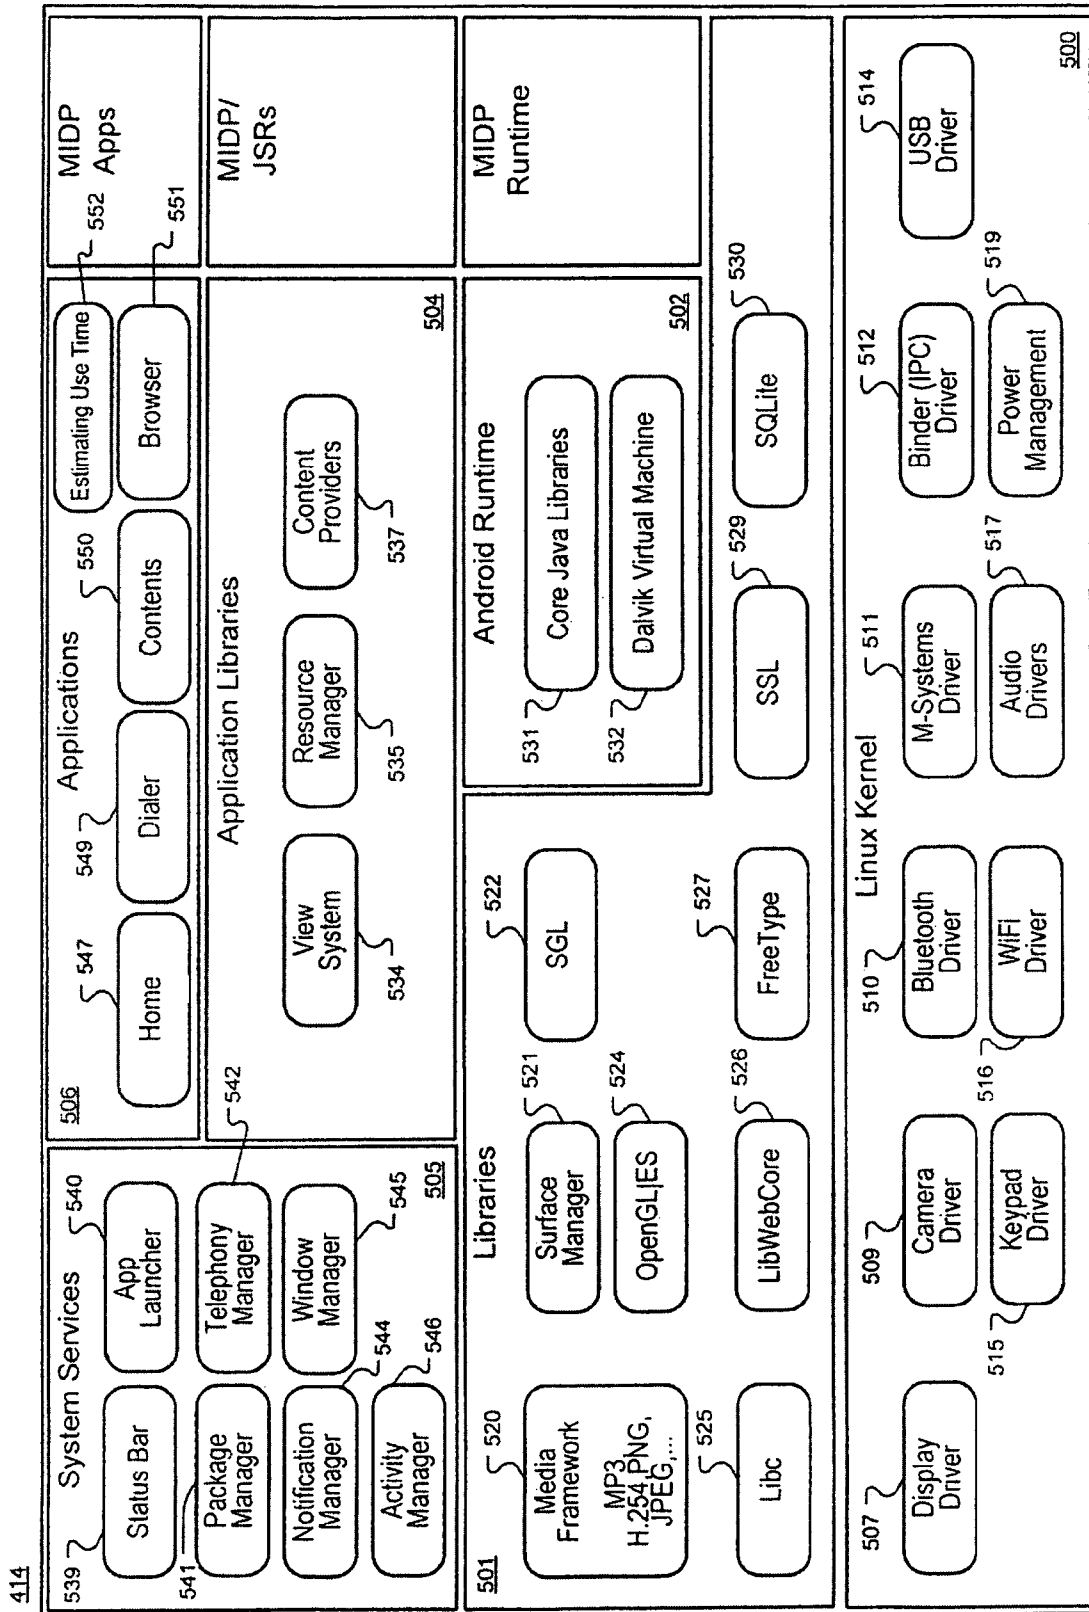 414
System Services
539
540
Status Bar
App
Launcher
541
Package
Manager
Telephony
Manager
542
Notification
Manager
Window
Manager
544
545
Activity
Manager
546
505
506
Applications
547
549
550
552
551
Home
Dialer
Contents
Estimating Use Time
Browser
MIDP
Apps
Application Libraries
View
System
Resource
Manager
Content
Providers
534
535
537
504
MIDP/
JSRs
501
Libraries
520
Media
Framework
MP3,
H.254,PNG,
JPEG,...
521
Surface
Manager
522
SGL
524
OpenGL|ES
525
Libc
526
LibWebCore
527
FreeType
529
SSL
530
SQLite
Android Runtime
531
Core Java Libraries
532
Dalvik Virtual Machine
502
MIDP
Runtime
Linux Kernel
507
Display
Driver
509
Camera
Driver
510
Bluetooth
Driver
511
M-Systems
Driver
512
Binder (IPC)
Driver
514
USB
Driver
515
Keypad
Driver
516
WiFi
Driver
517
Audio
Drivers
519
Power
Management
500